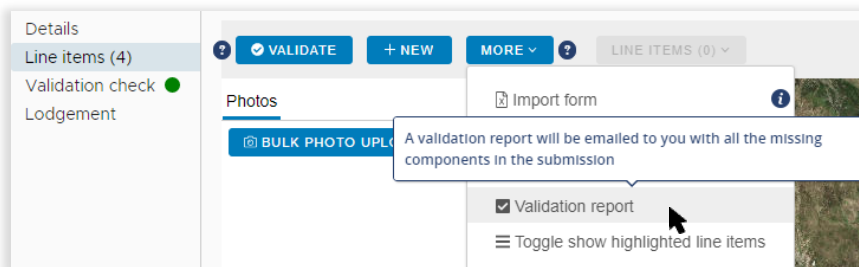 Details
Line items (4)
Validation check
Lodgement
? VALIDATE + NEW MORE ? LINE ITEMS (0)
Photos
Import form i
BULK PHOTO UPLO
A validation report will be emailed to you with all the missing
components in the submission
Validation report
Toggle show highlighted line items